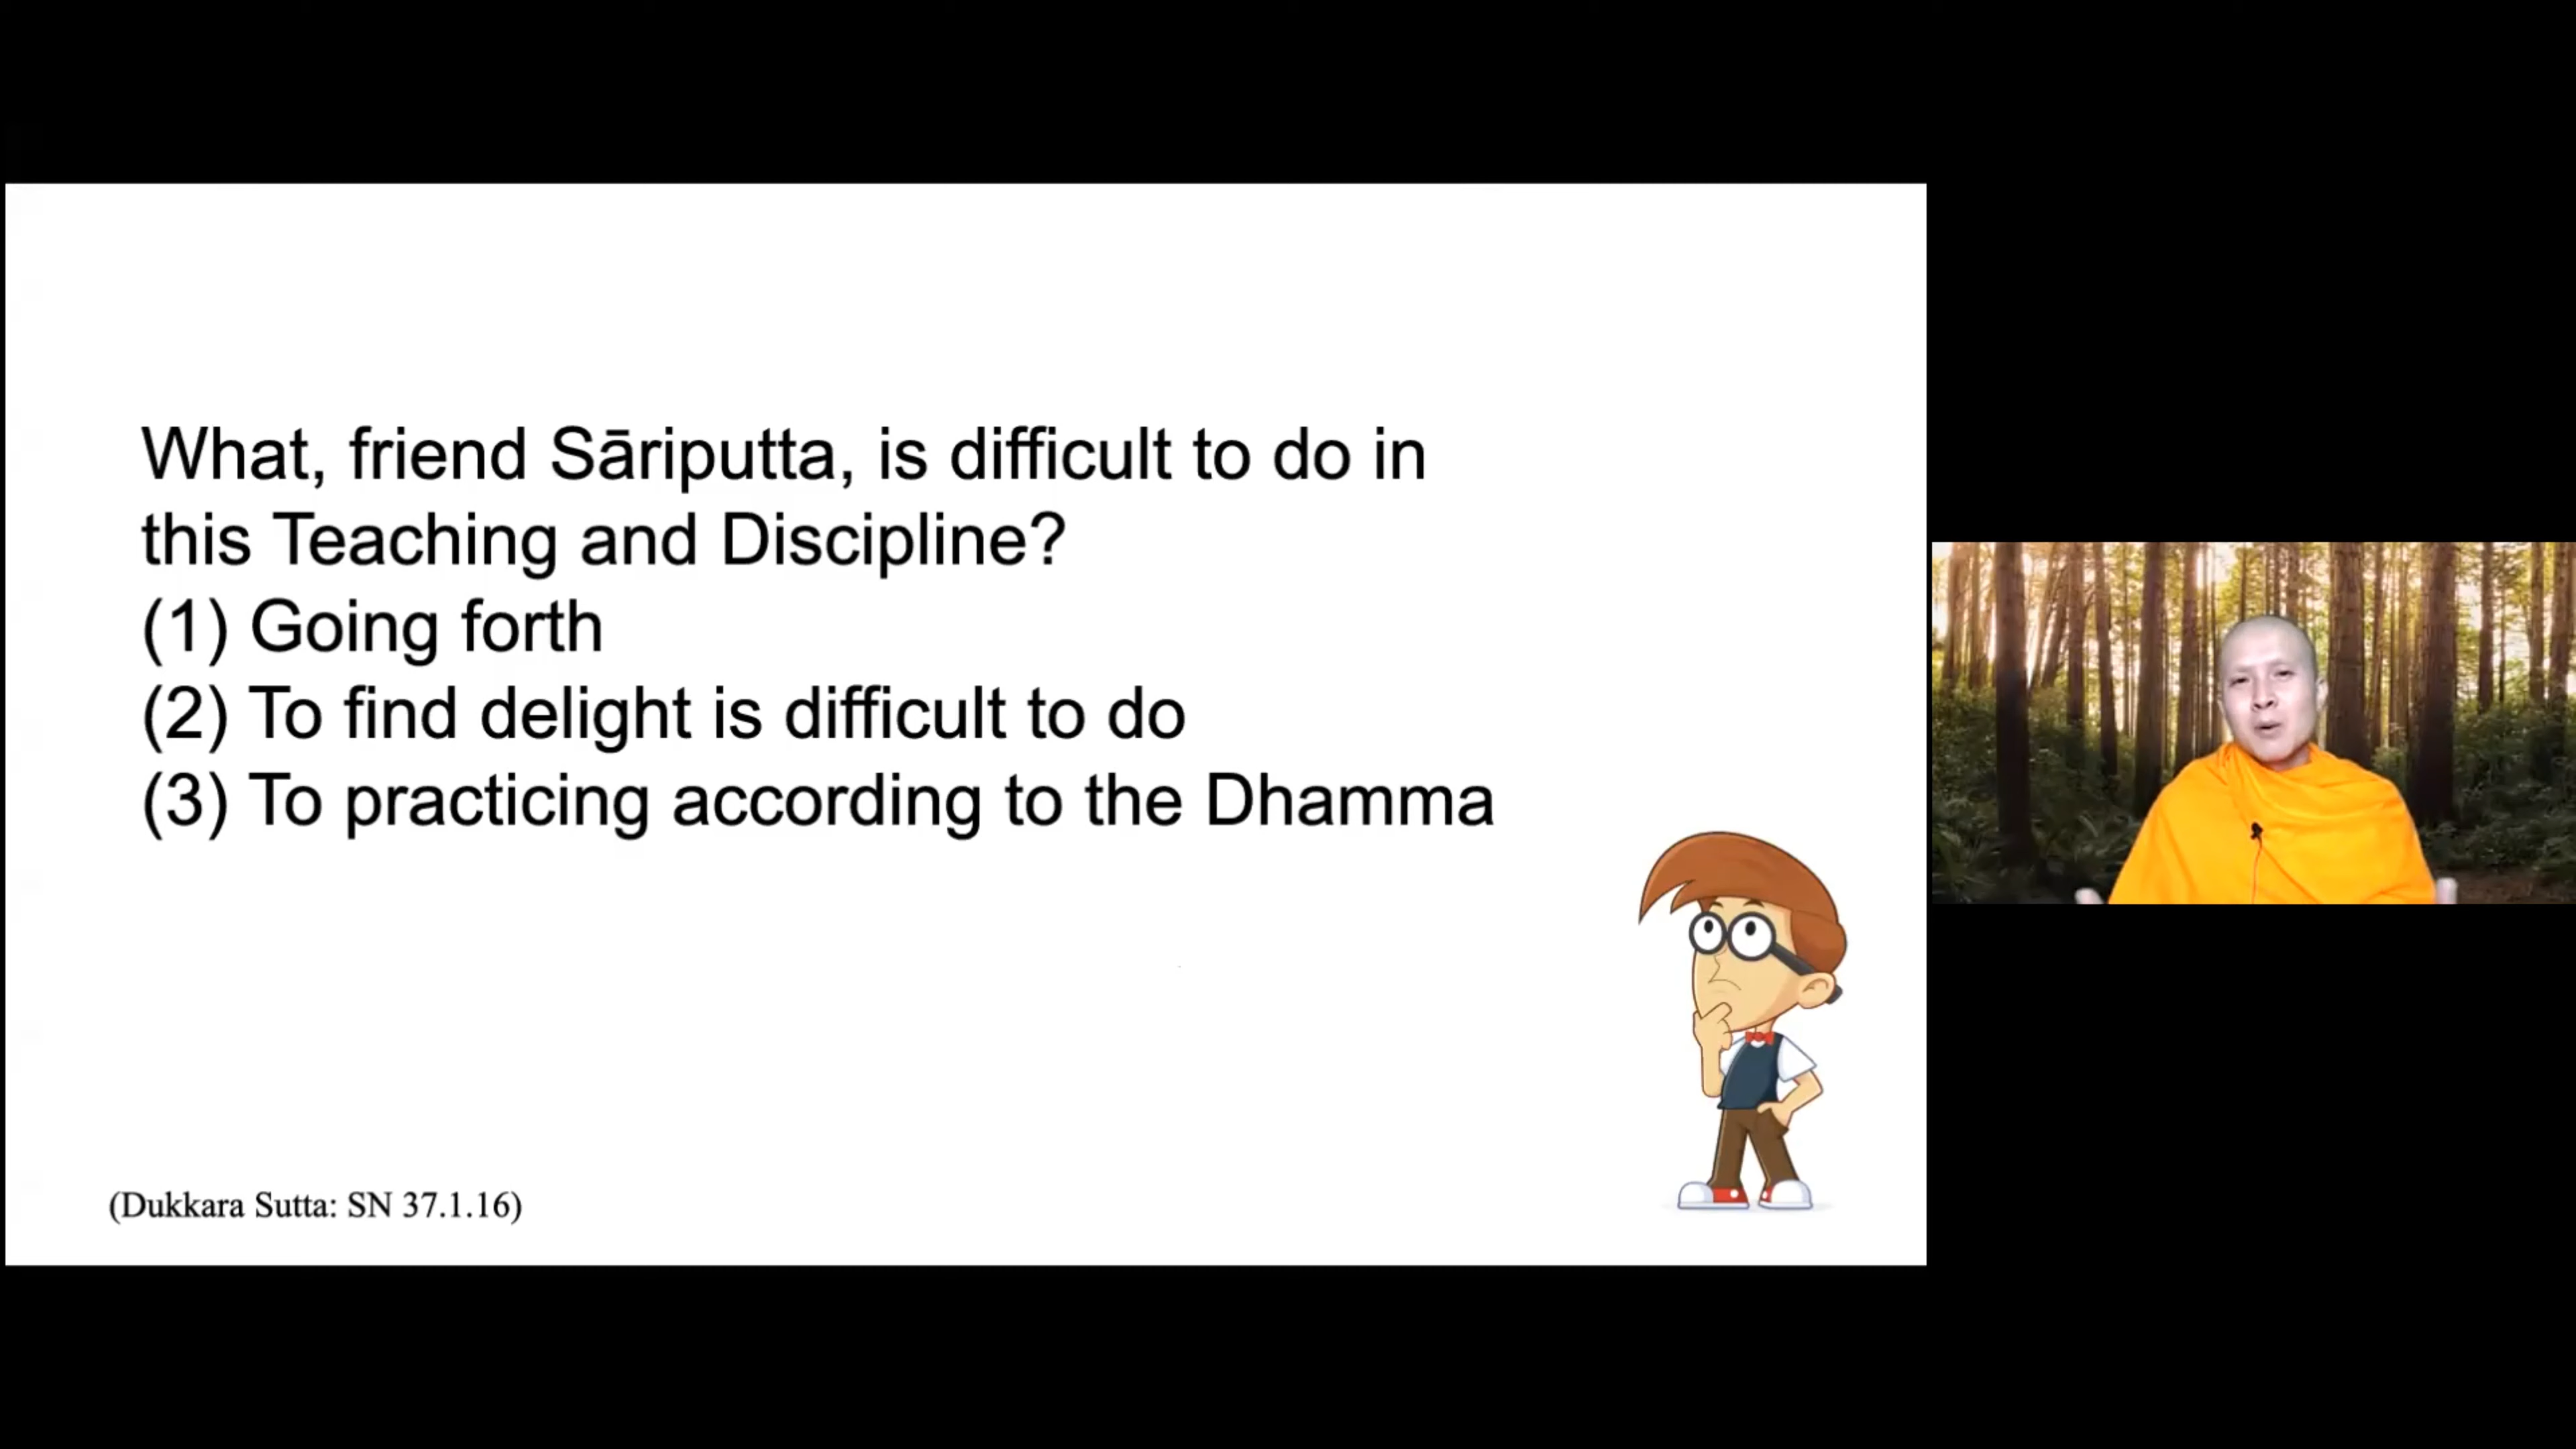 What, friend Sāriputta, is difficult to do in
this Teaching and Discipline?
(1) Going forth
(2) To find delight is difficult to do
(3) To practicing according to the Dhamma
(Dukkara Sutta: SN 37.1.16)